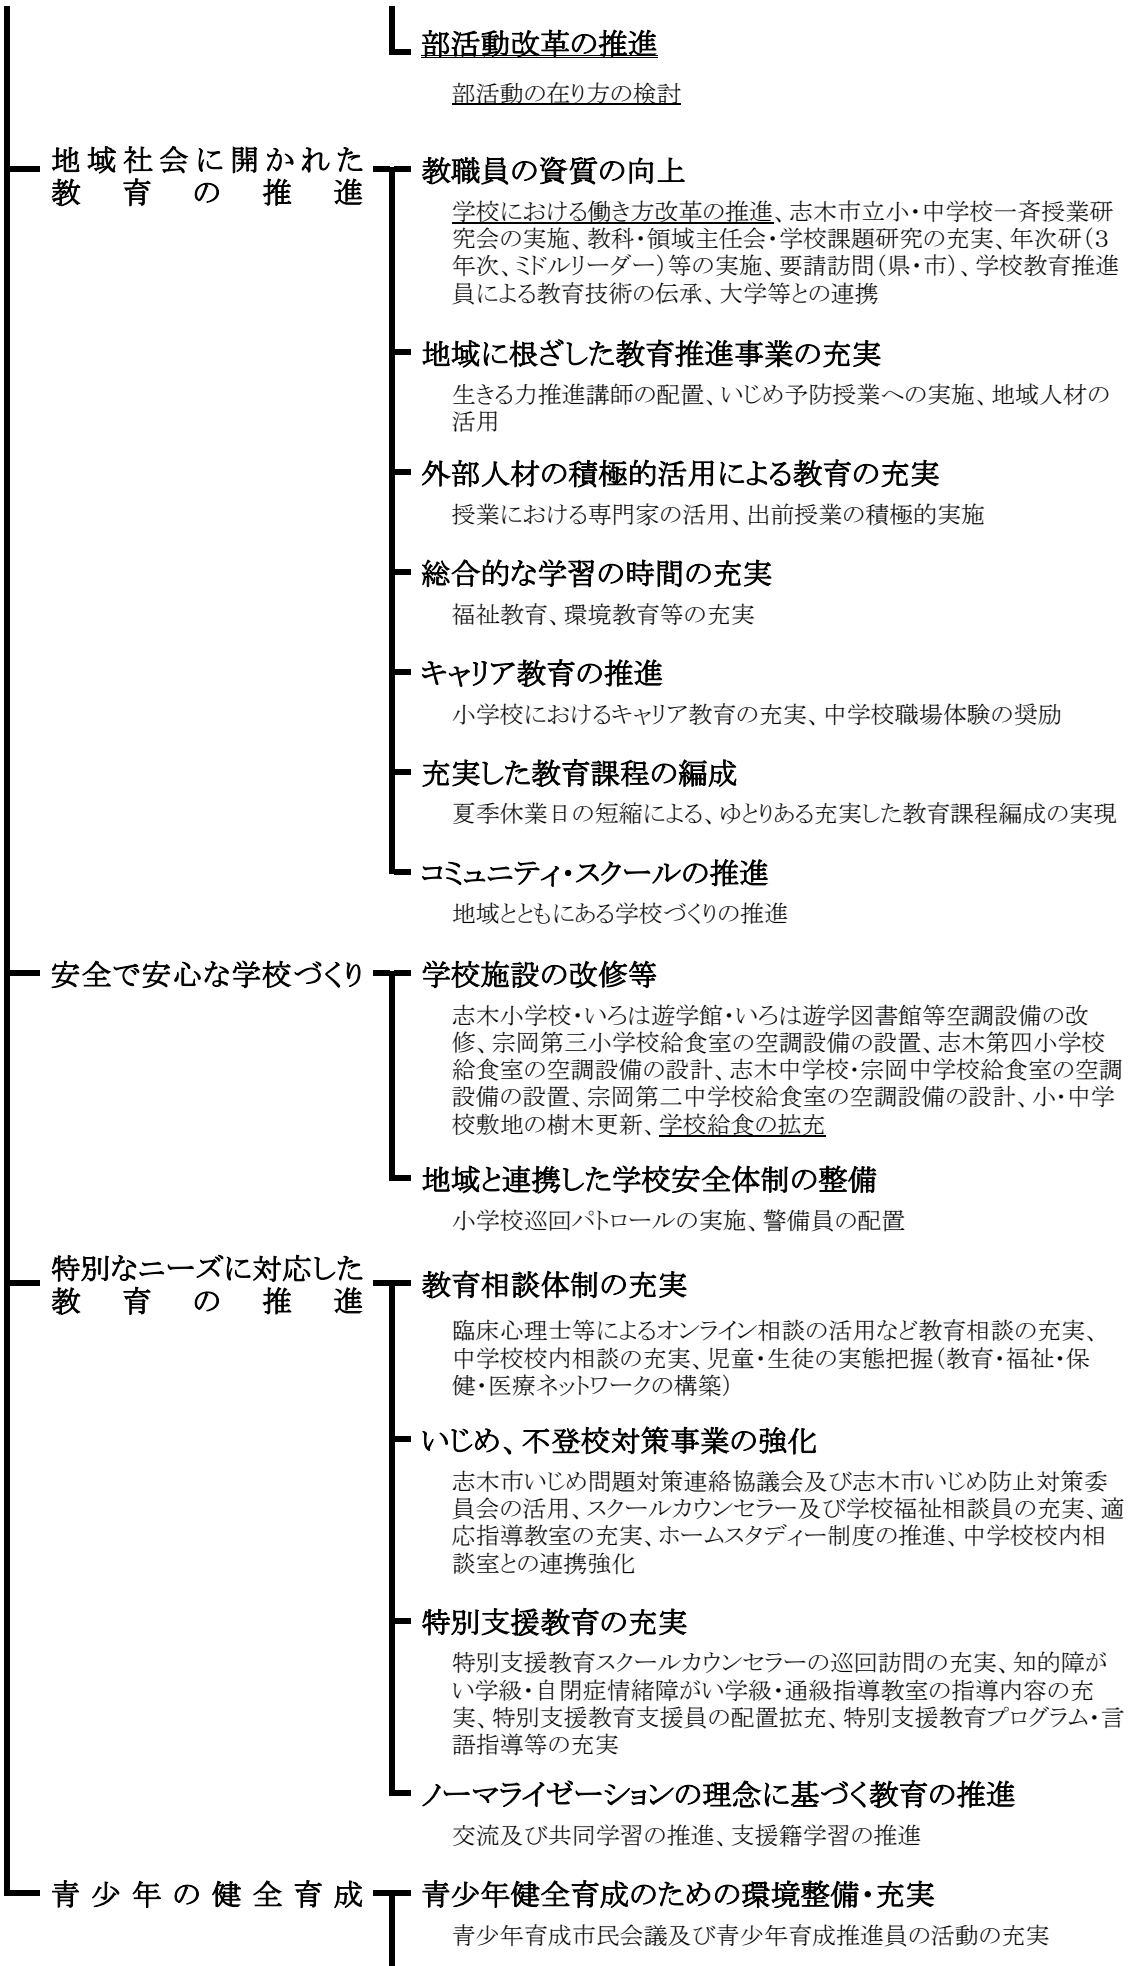 部活動改革の推進
部活動の在り方の検討
地域社会に開かれた
教育の推進
教職員の資質の向上
学校における働き方改革の推進、志木市立小・中学校一斉授業研
究会の実施、教科・領域主任会・学校課題研究の充実、年次研(3
年次、ミドルリーダー)等の実施、要請訪問(県・市)、学校教育推進
員による教育技術の伝承、大学等との連携
地域に根ざした教育推進事業の充実
生きる力推進講師の配置、いじめ予防授業への実施、地域人材の
活用
外部人材の積極的活用による教育の充実
授業における専門家の活用、出前授業の積極的実施
総合的な学習の時間の充実
福祉教育、環境教育等の充実
キャリア教育の推進
小学校におけるキャリア教育の充実、中学校職場体験の奨励
充実した教育課程の編成
夏季休業日の短縮による、ゆとりある充実した教育課程編成の実現
コミュニティ・スクールの推進
地域とともにある学校づくりの推進
安全で安心な学校づくり
学校施設の改修等
志木小学校・いろは遊学館・いろは遊学図書館等空調設備の改
修、宗岡第三小学校給食室の空調設備の設置、志木第四小学校
給食室の空調設備の設計、志木中学校・宗岡中学校給食室の空調
設備の設置、宗岡第二中学校給食室の空調設備の設計、小・中学
校敷地の樹木更新、学校給食の拡充
地域と連携した学校安全体制の整備
小学校巡回パトロールの実施、警備員の配置
特別なニーズに対応した
教育の推進
教育相談体制の充実
臨床心理士等によるオンライン相談の活用など教育相談の充実、
中学校校内相談の充実、児童・生徒の実態把握(教育・福祉・保
健・医療ネットワークの構築)
いじめ、不登校対策事業の強化
志木市いじめ問題対策連絡協議会及び志木市いじめ防止対策委
員会の活用、スクールカウンセラー及び学校福祉相談員の充実、適
応指導教室の充実、ホームスタディー制度の推進、中学校校内相
談室との連携強化
特別支援教育の充実
特別支援教育スクールカウンセラーの巡回訪問の充実、知的障が
い学級・自閉症情緒障がい学級・通級指導教室の指導内容の充
実、特別支援教育支援員の配置拡充、特別支援教育プログラム・言
語指導等の充実
ノーマライゼーションの理念に基づく教育の推進
交流及び共同学習の推進、支援籍学習の推進
青少年の健全育成
青少年健全育成のための環境整備・充実
青少年育成市民会議及び青少年育成推進員の活動の充実